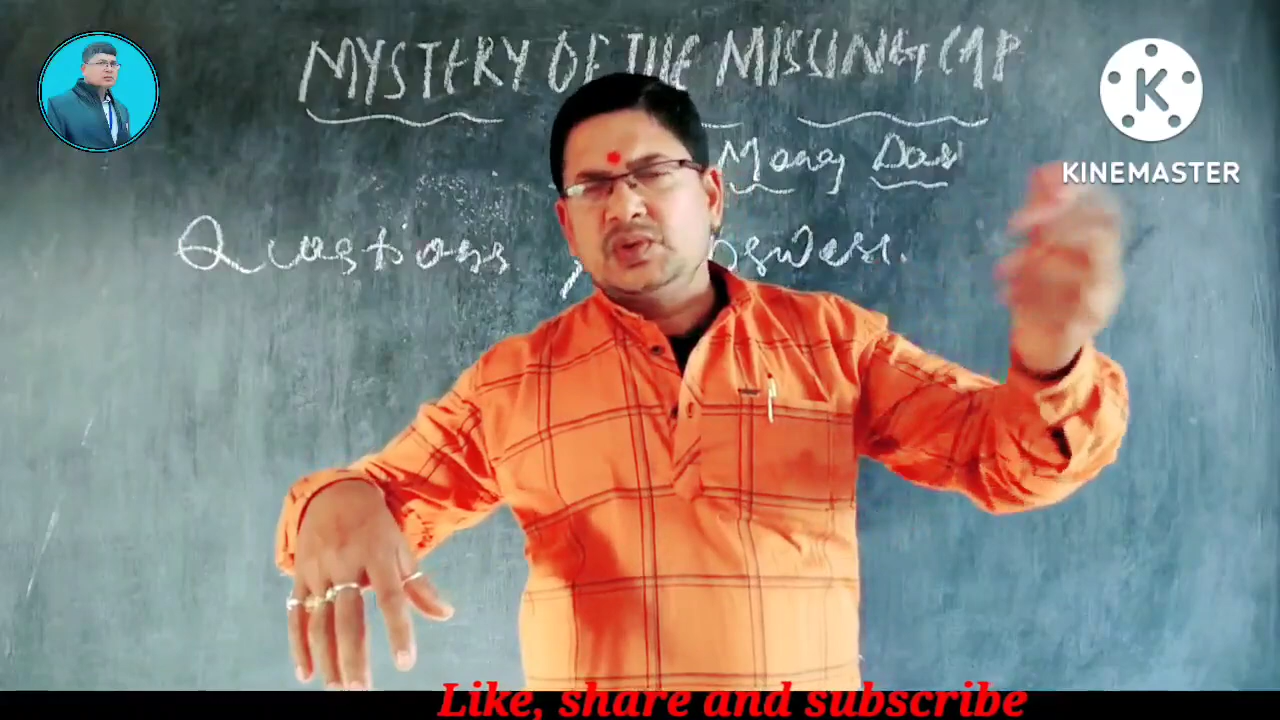 MYSTERY OF THE MISSING CAP
K
KINEMASTER
Manoj Das
Questions
Like, share and subscribe